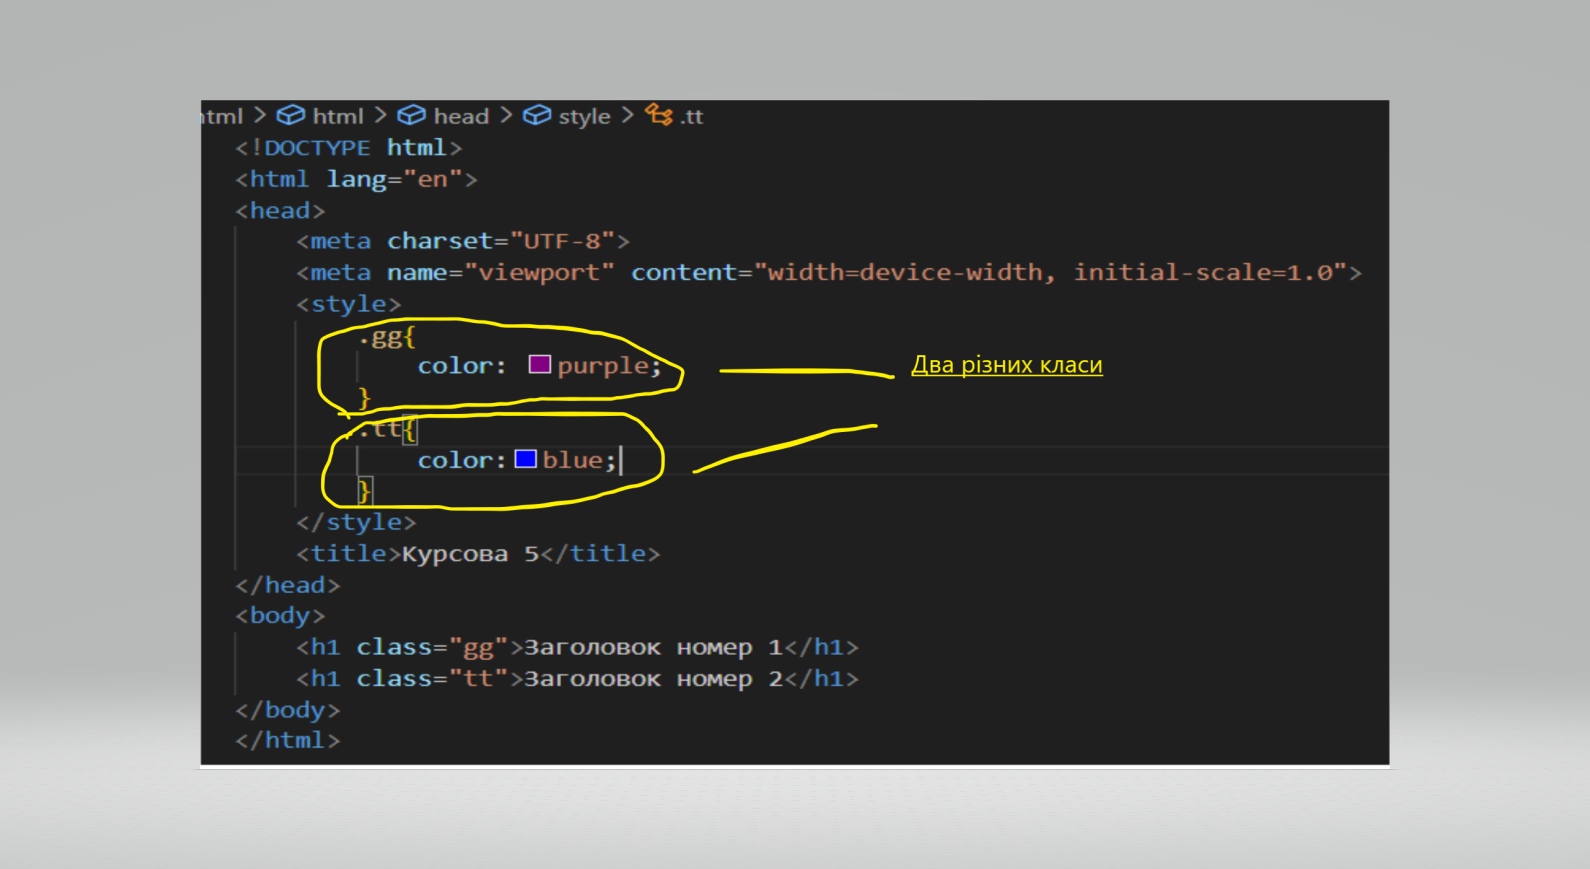 html > html > head > style > .tt
<!DOCTYPE html>
<html lang="en">
<head>
<meta charset="UTF-8">
<meta name="viewport" content="width=device-width, initial-scale=1.0">
<style>
.gg{
color: purple;
Два різних класи
}
.tt{
color: blue;
}
</style>
<title>Курсова 5</title>
</head>
<body>
<h1 class="gg">Заголовок номер 1</h1>
<h1 class="tt">Заголовок номер 2</h1>
</body>
</html>